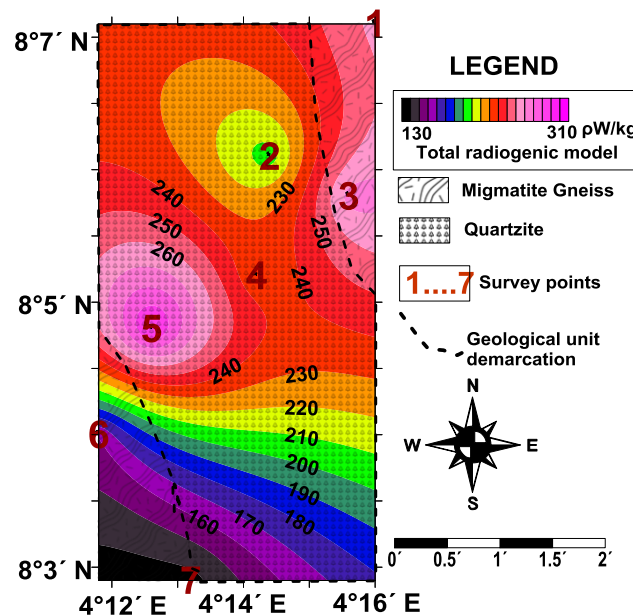 1
8°7´ N
2
230
3
240
250
260
250
240
4
8°5´ N
5
240
230
220
210
200
190
180
170
160
6
7
8°3´ N
4°12´ E
4°14´ E
4°16´ E
LEGEND
130
310 ρW/kg
Total radiogenic model
Migmatite Gneiss
Quartzite
1....7
Survey points
Geological unit
demarcation
N
W
E
S
0´
0.5´
1´
1.5´
2´